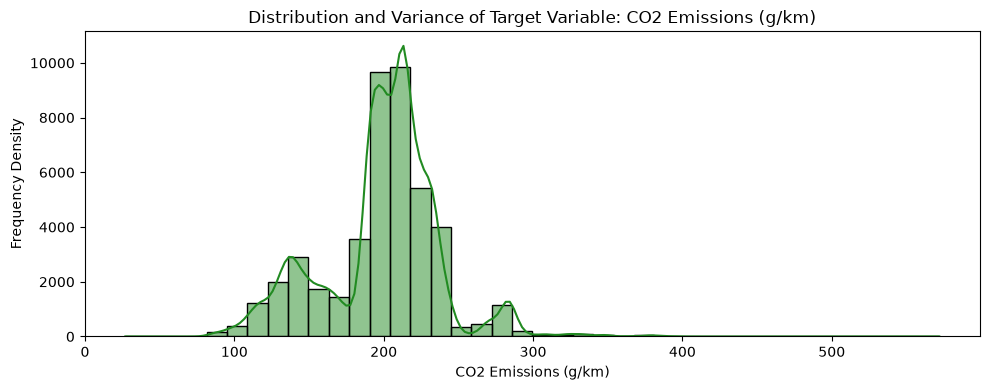 Distribution and Variance of Target Variable: CO2 Emissions (g/km)
Frequency Density
10000
8000
6000
4000
2000
0
0 100 200 300 400 500
CO2 Emissions (g/km)